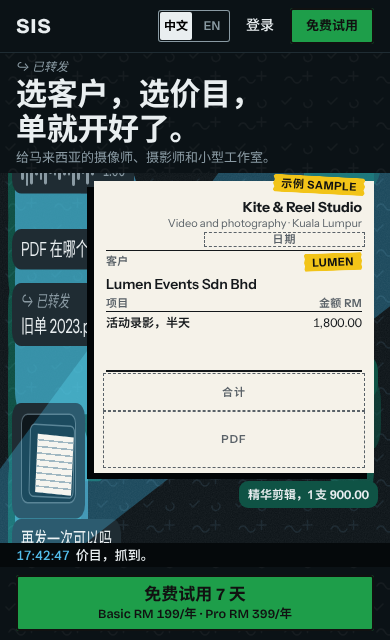 SIS
中文
EN
登录
免费试用
已转发
选客户，选价目，
单就开好了。
给马来西亚的摄像师、摄影师和小型工作室。
PDF 在哪个
已转发
旧单 2023.p
再发一次可以吗
示例 SAMPLE
Kite & Reel Studio
Video and photography · Kuala Lumpur
日期
客户
LUMEN
Lumen Events Sdn Bhd
项目 金额 RM
活动录影，半天 1,800.00
合计
PDF
精华剪辑，1 支 900.00
17:42:47 价目，抓到。
免费试用 7 天
Basic RM 199/年 · Pro RM 399/年